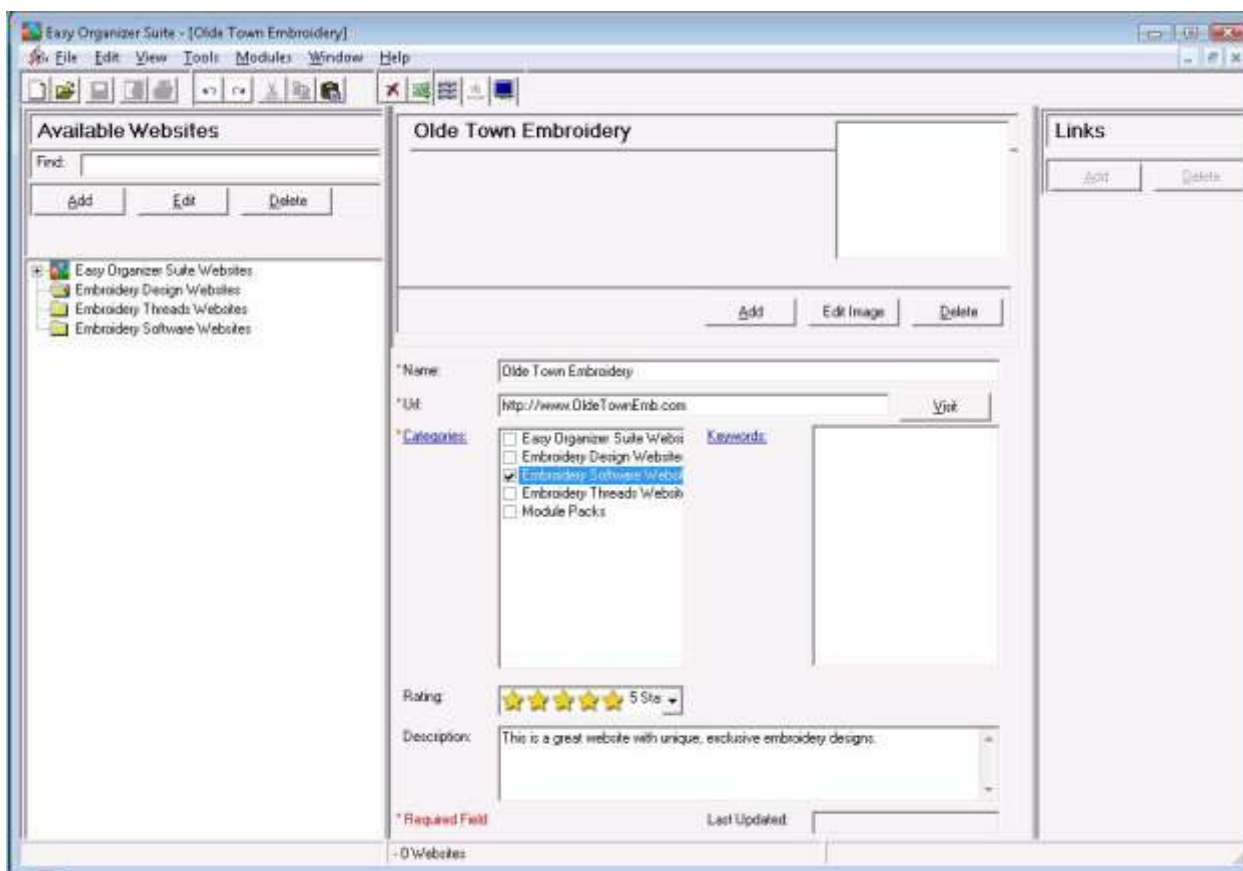 Easy Organizer Suite - [Olde Town Embroidery]
File Edit View Tools Modules Window Help
Available Websites
Find:
Add Edit Delete
Easy Organizer Suite Websites
Embroidery Design Websites
Embroidery Threads Websites
Embroidery Software Websites
Olde Town Embroidery
Add Edit Image Delete
*Name: Olde Town Embroidery
*Url: http://www.OldeTownEmb.com Visit
*Categories:
Easy Organizer Suite Websi
Embroidery Design Website
Embroidery Software Websit
Embroidery Threads Websit
Module Packs
Keywords:
Rating: 5 Star
Description: This is a great website with unique, exclusive embroidery designs.
*Required Field Last Updated:
- 0 Websites
Links
Add Delete